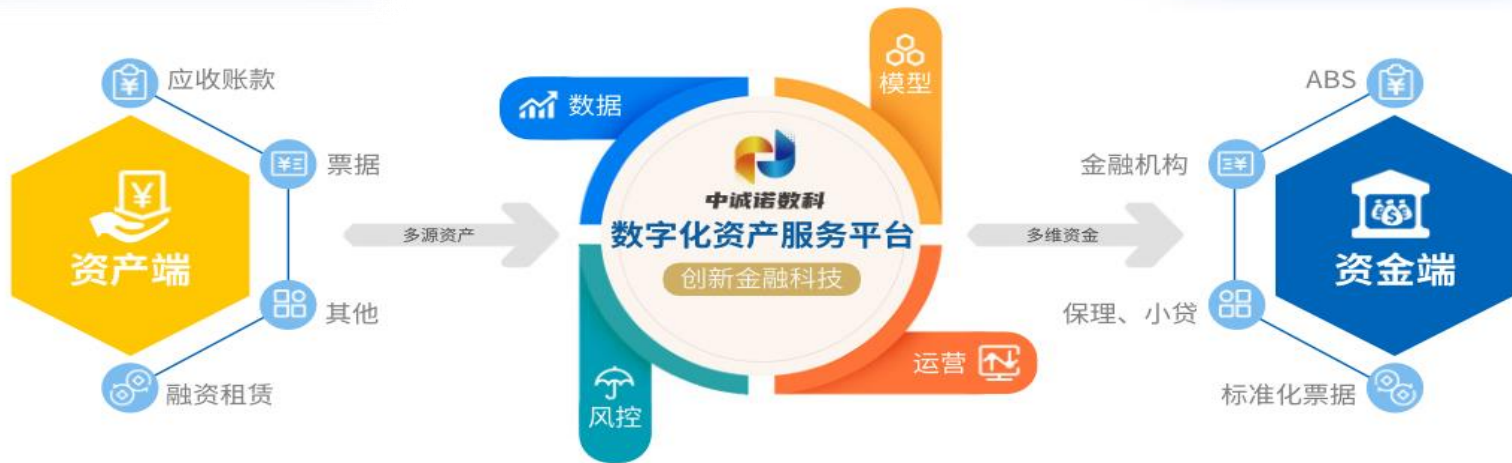 应收账款
票据
资产端
其他
融资租赁
多源资产
数据
模型
中诚诺数科
数字化资产服务平台
创新金融科技
风控
运营
多维资金
ABS
金融机构
资金端
保理、小贷
标准化票据